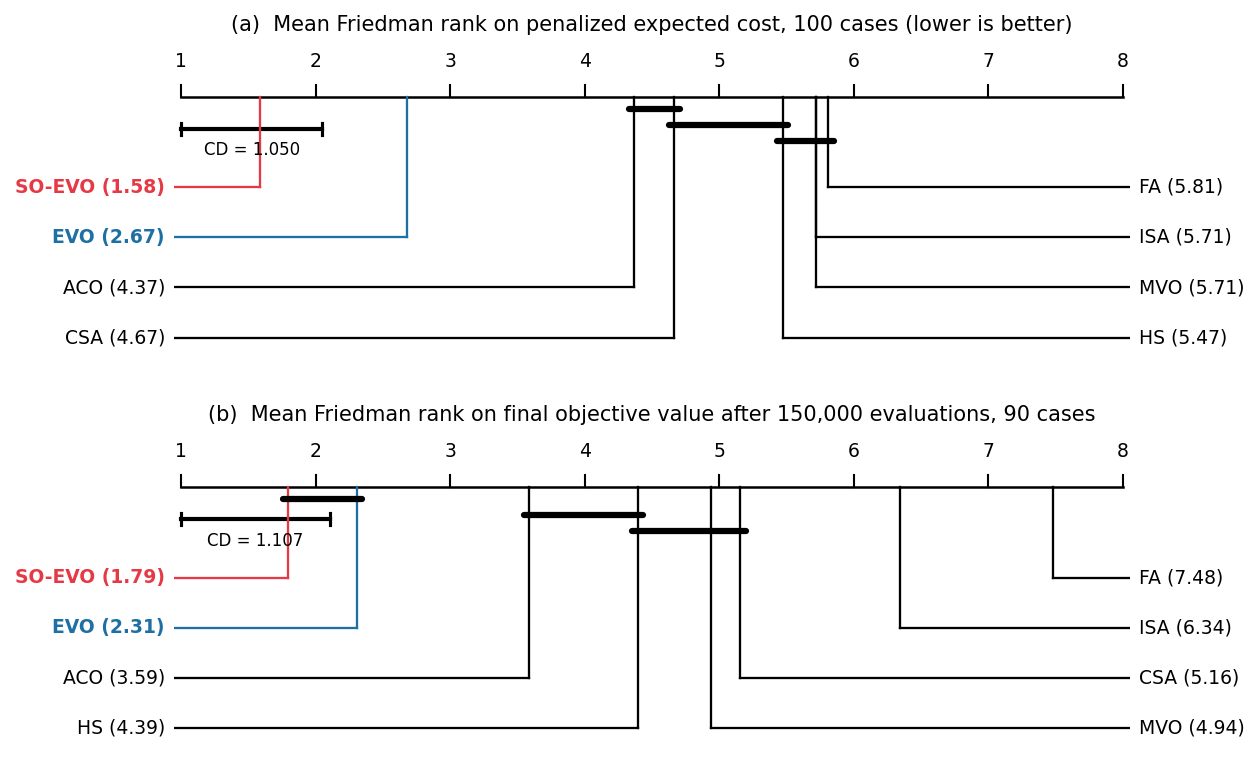 (a)  Mean Friedman rank on penalized expected cost, 100 cases (lower is better)
1 2 3 4 5 6 7 8
CD = 1.050
SO-EVO (1.58) FA (5.81)
EVO (2.67) ISA (5.71)
ACO (4.37) MVO (5.71)
CSA (4.67) HS (5.47)
(b)  Mean Friedman rank on final objective value after 150,000 evaluations, 90 cases
1 2 3 4 5 6 7 8
CD = 1.107
SO-EVO (1.79) FA (7.48)
EVO (2.31) ISA (6.34)
ACO (3.59) CSA (5.16)
HS (4.39) MVO (4.94)